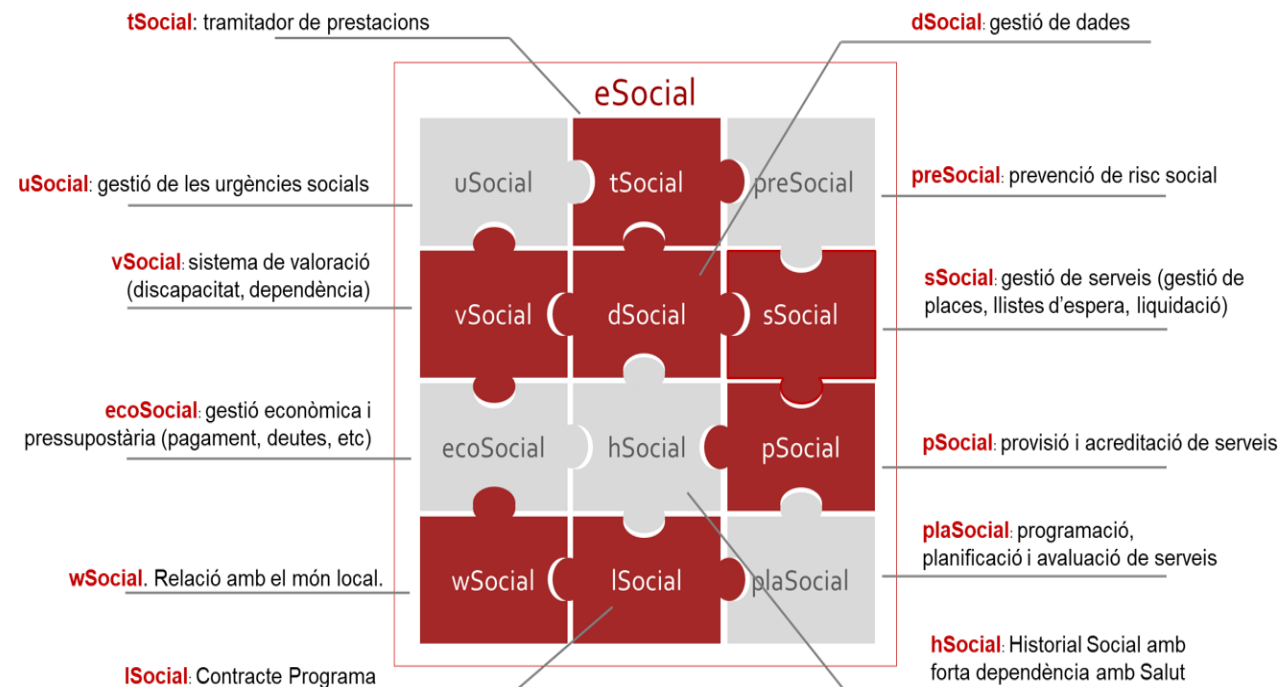 tSocial: tramitador de prestacions
dSocial: gestió de dades
eSocial
uSocial
tSocial
preSocial
uSocial: gestió de les urgències socials
preSocial: prevenció de risc social
vSocial: sistema de valoració
(discapacitat, dependència)
vSocial
dSocial
sSocial
sSocial: gestió de serveis (gestió de
places, llistes d’espera, liquidació)
ecoSocial: gestió econòmica i
pressupostària (pagament, deutes, etc)
ecoSocial
hSocial
pSocial
pSocial: provisió i acreditació de serveis
plaSocial: programació,
planificació i avaluació de serveis
wSocial. Relació amb el món local.
wSocial
lSocial
plaSocial
lSocial: Contracte Programa
hSocial: Historial Social amb
forta dependència amb Salut